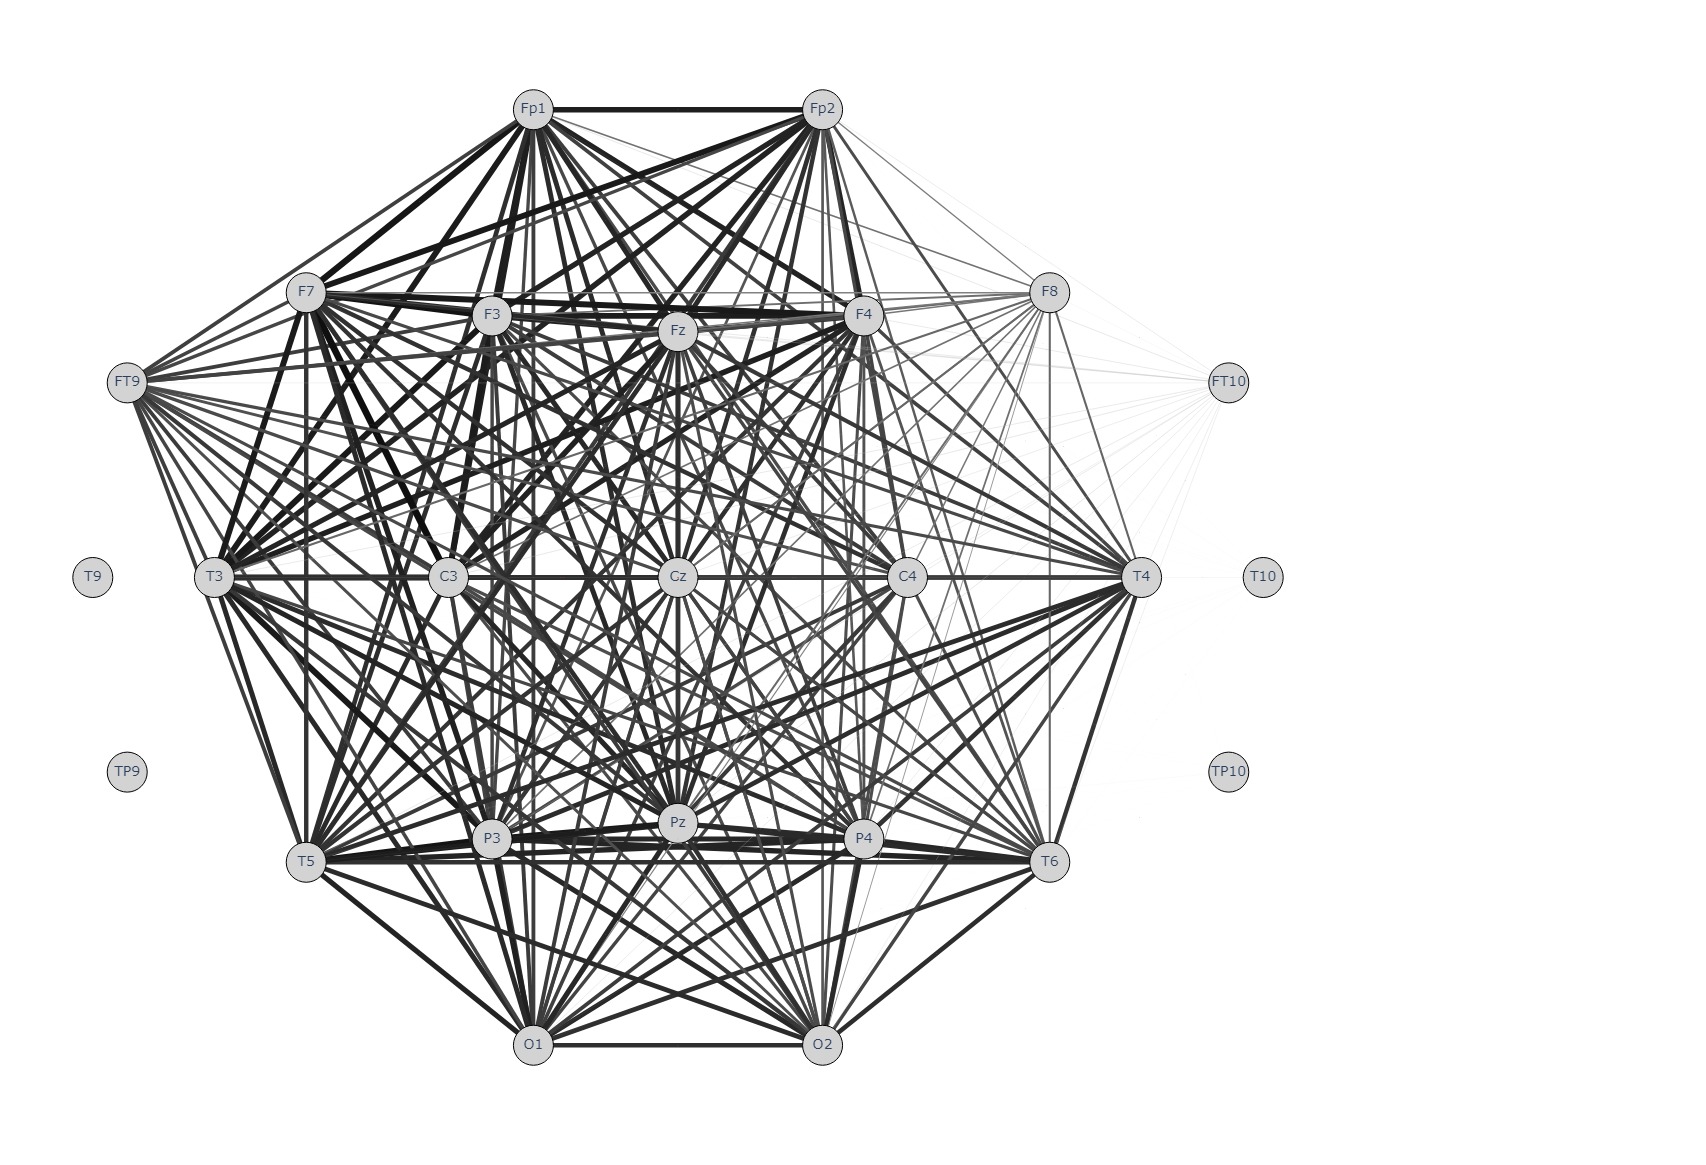 Fp1 Fp2
F7 F3 Fz F4 F8
FT9 FT10
T9 T3 C3 Cz C4 T4 T10
TP9 TP10
T5 P3 Pz P4 T6
O1 O2